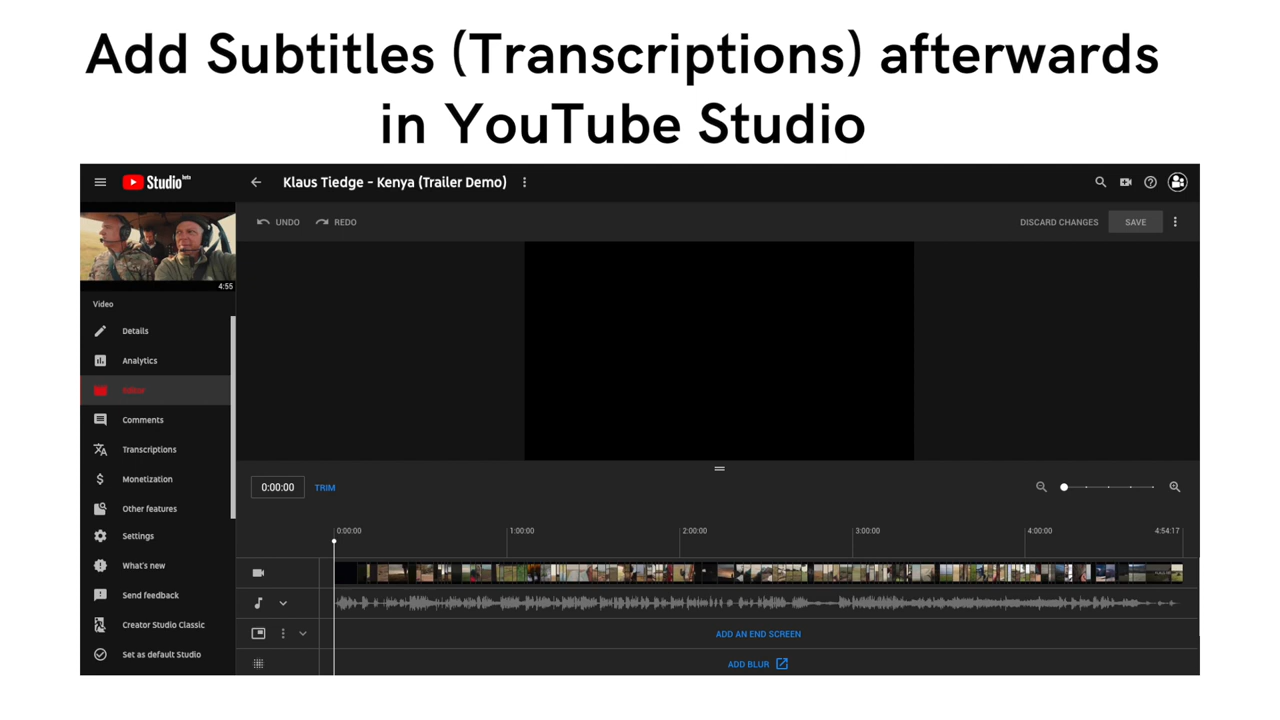 Add Subtitles (Transcriptions) afterwards
in YouTube Studio
Studio beta
Klaus Tiedge - Kenya (Trailer Demo)
UNDO REDO
DISCARD CHANGES SAVE
4:55
Video
Details
Analytics
Comments
Transcriptions
Monetization
Other features
Settings
What's new
Send feedback
Creator Studio Classic
Set as default Studio
0:00:00 TRIM
0:00:00 1:00:00 2:00:00 3:00:00 4:00:00 4:54:17
ADD AN END SCREEN
ADD BLUR